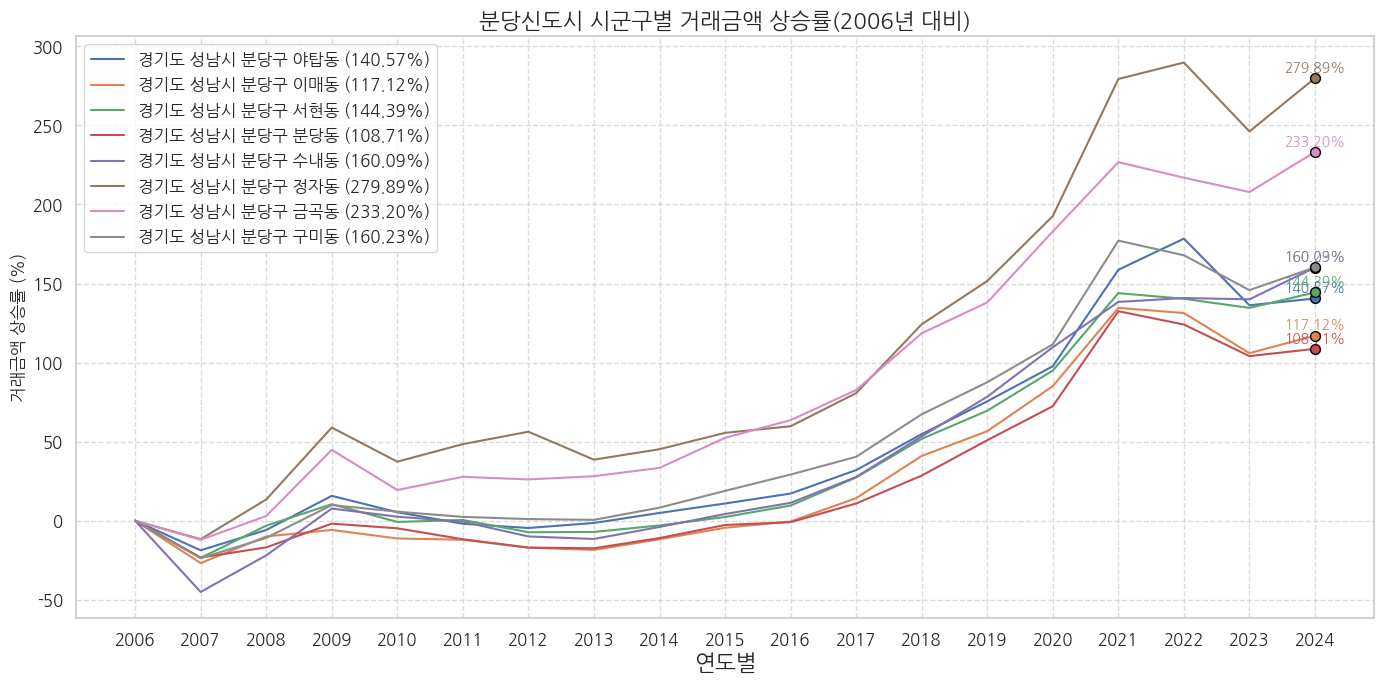 분당신도시 시군구별 거래금액 상승률(2006년 대비)
경기도 성남시 분당구 야탑동 (140.57%)
경기도 성남시 분당구 이매동 (117.12%)
경기도 성남시 분당구 서현동 (144.39%)
경기도 성남시 분당구 분당동 (108.71%)
경기도 성남시 분당구 수내동 (160.09%)
경기도 성남시 분당구 정자동 (279.89%)
경기도 성남시 분당구 금곡동 (233.20%)
경기도 성남시 분당구 구미동 (160.23%)
거래금액 상승률 (%)
300
250
200
150
100
50
0
-50
279.89%
233.20%
160.09%
144.39%
140.57%
117.12%
108.71%
2006 2007 2008 2009 2010 2011 2012 2013 2014 2015 2016 2017 2018 2019 2020 2021 2022 2023 2024
연도별